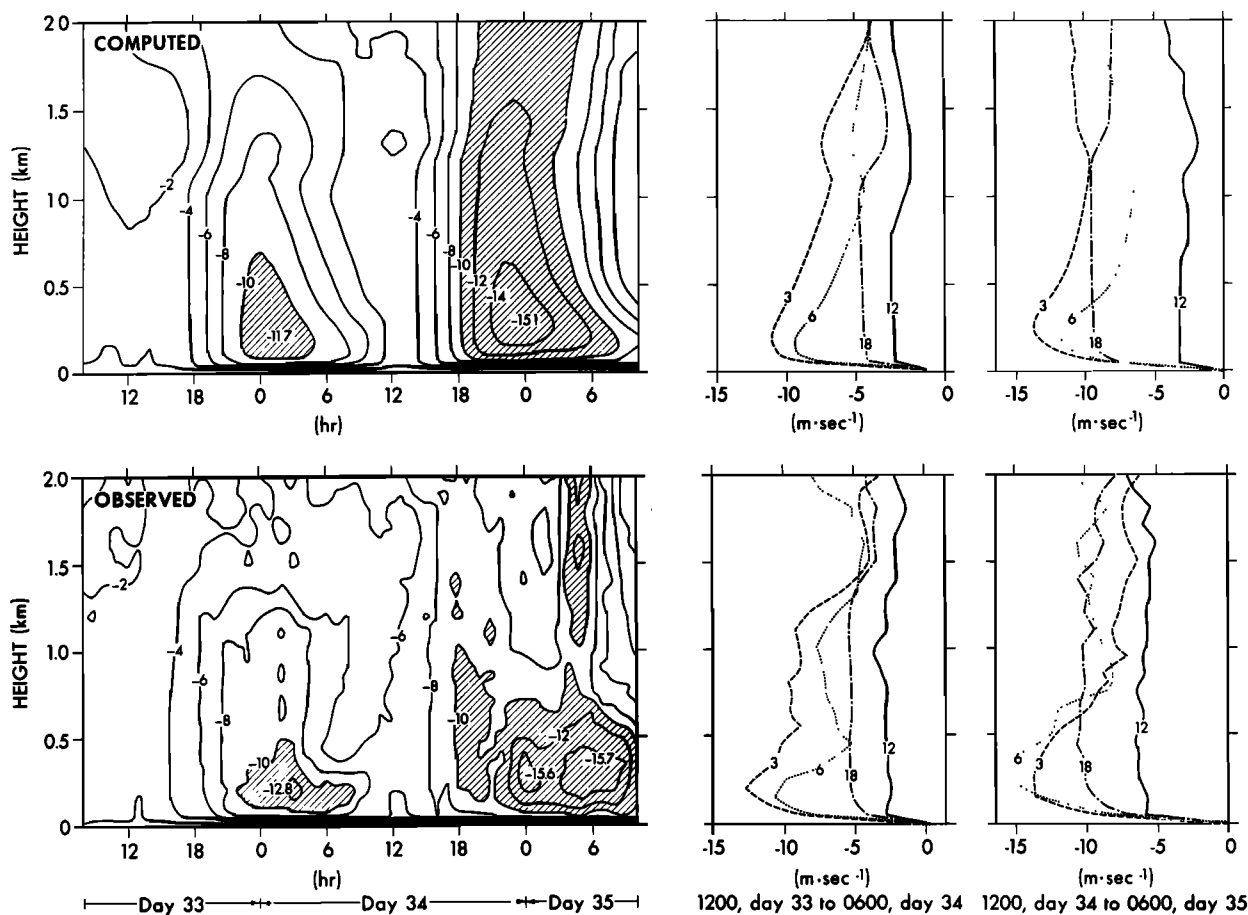 COMPUTED
HEIGHT (km)
2.0
1.5
1.0
0.5
0
-2
-4
-6
-8
-10
-11.7
-4
-6
-8
-10
-12
-14
-15.1
12 18 0 6 12 18 0 6
(hr)
3
6
18
12
-15 -10 -5 0
(m·sec-1)
3
6
18
12
-15 -10 -5 0
(m·sec-1)
OBSERVED
HEIGHT (km)
2.0
1.5
1.0
0.5
0
-2
-4
-6
-8
-10
-12.8
-6
-8
-10
-12
-15.6
-15.7
12 18 0 6 12 18 0 6
(hr)
Day 33 Day 34 Day 35
3
6
18
12
-15 -10 -5 0
(m·sec-1)
1200, day 33 to 0600, day 34
6
3
18
12
-15 -10 -5 0
(m·sec-1)
1200, day 34 to 0600, day 35